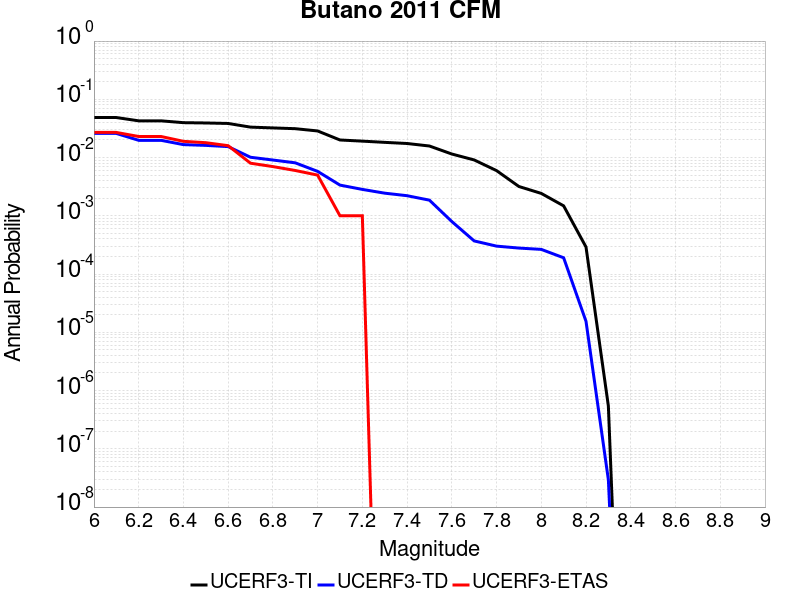 Butano 2011 CFM
10^0
10^-1
10^-2
10^-3
10^-4
10^-5
10^-6
10^-7
10^-8
Annual Probability
6 6.2 6.4 6.6 6.8 7 7.2 7.4 7.6 7.8 8 8.2 8.4 8.6 8.8 9
Magnitude
UCERF3-TI UCERF3-TD UCERF3-ETAS